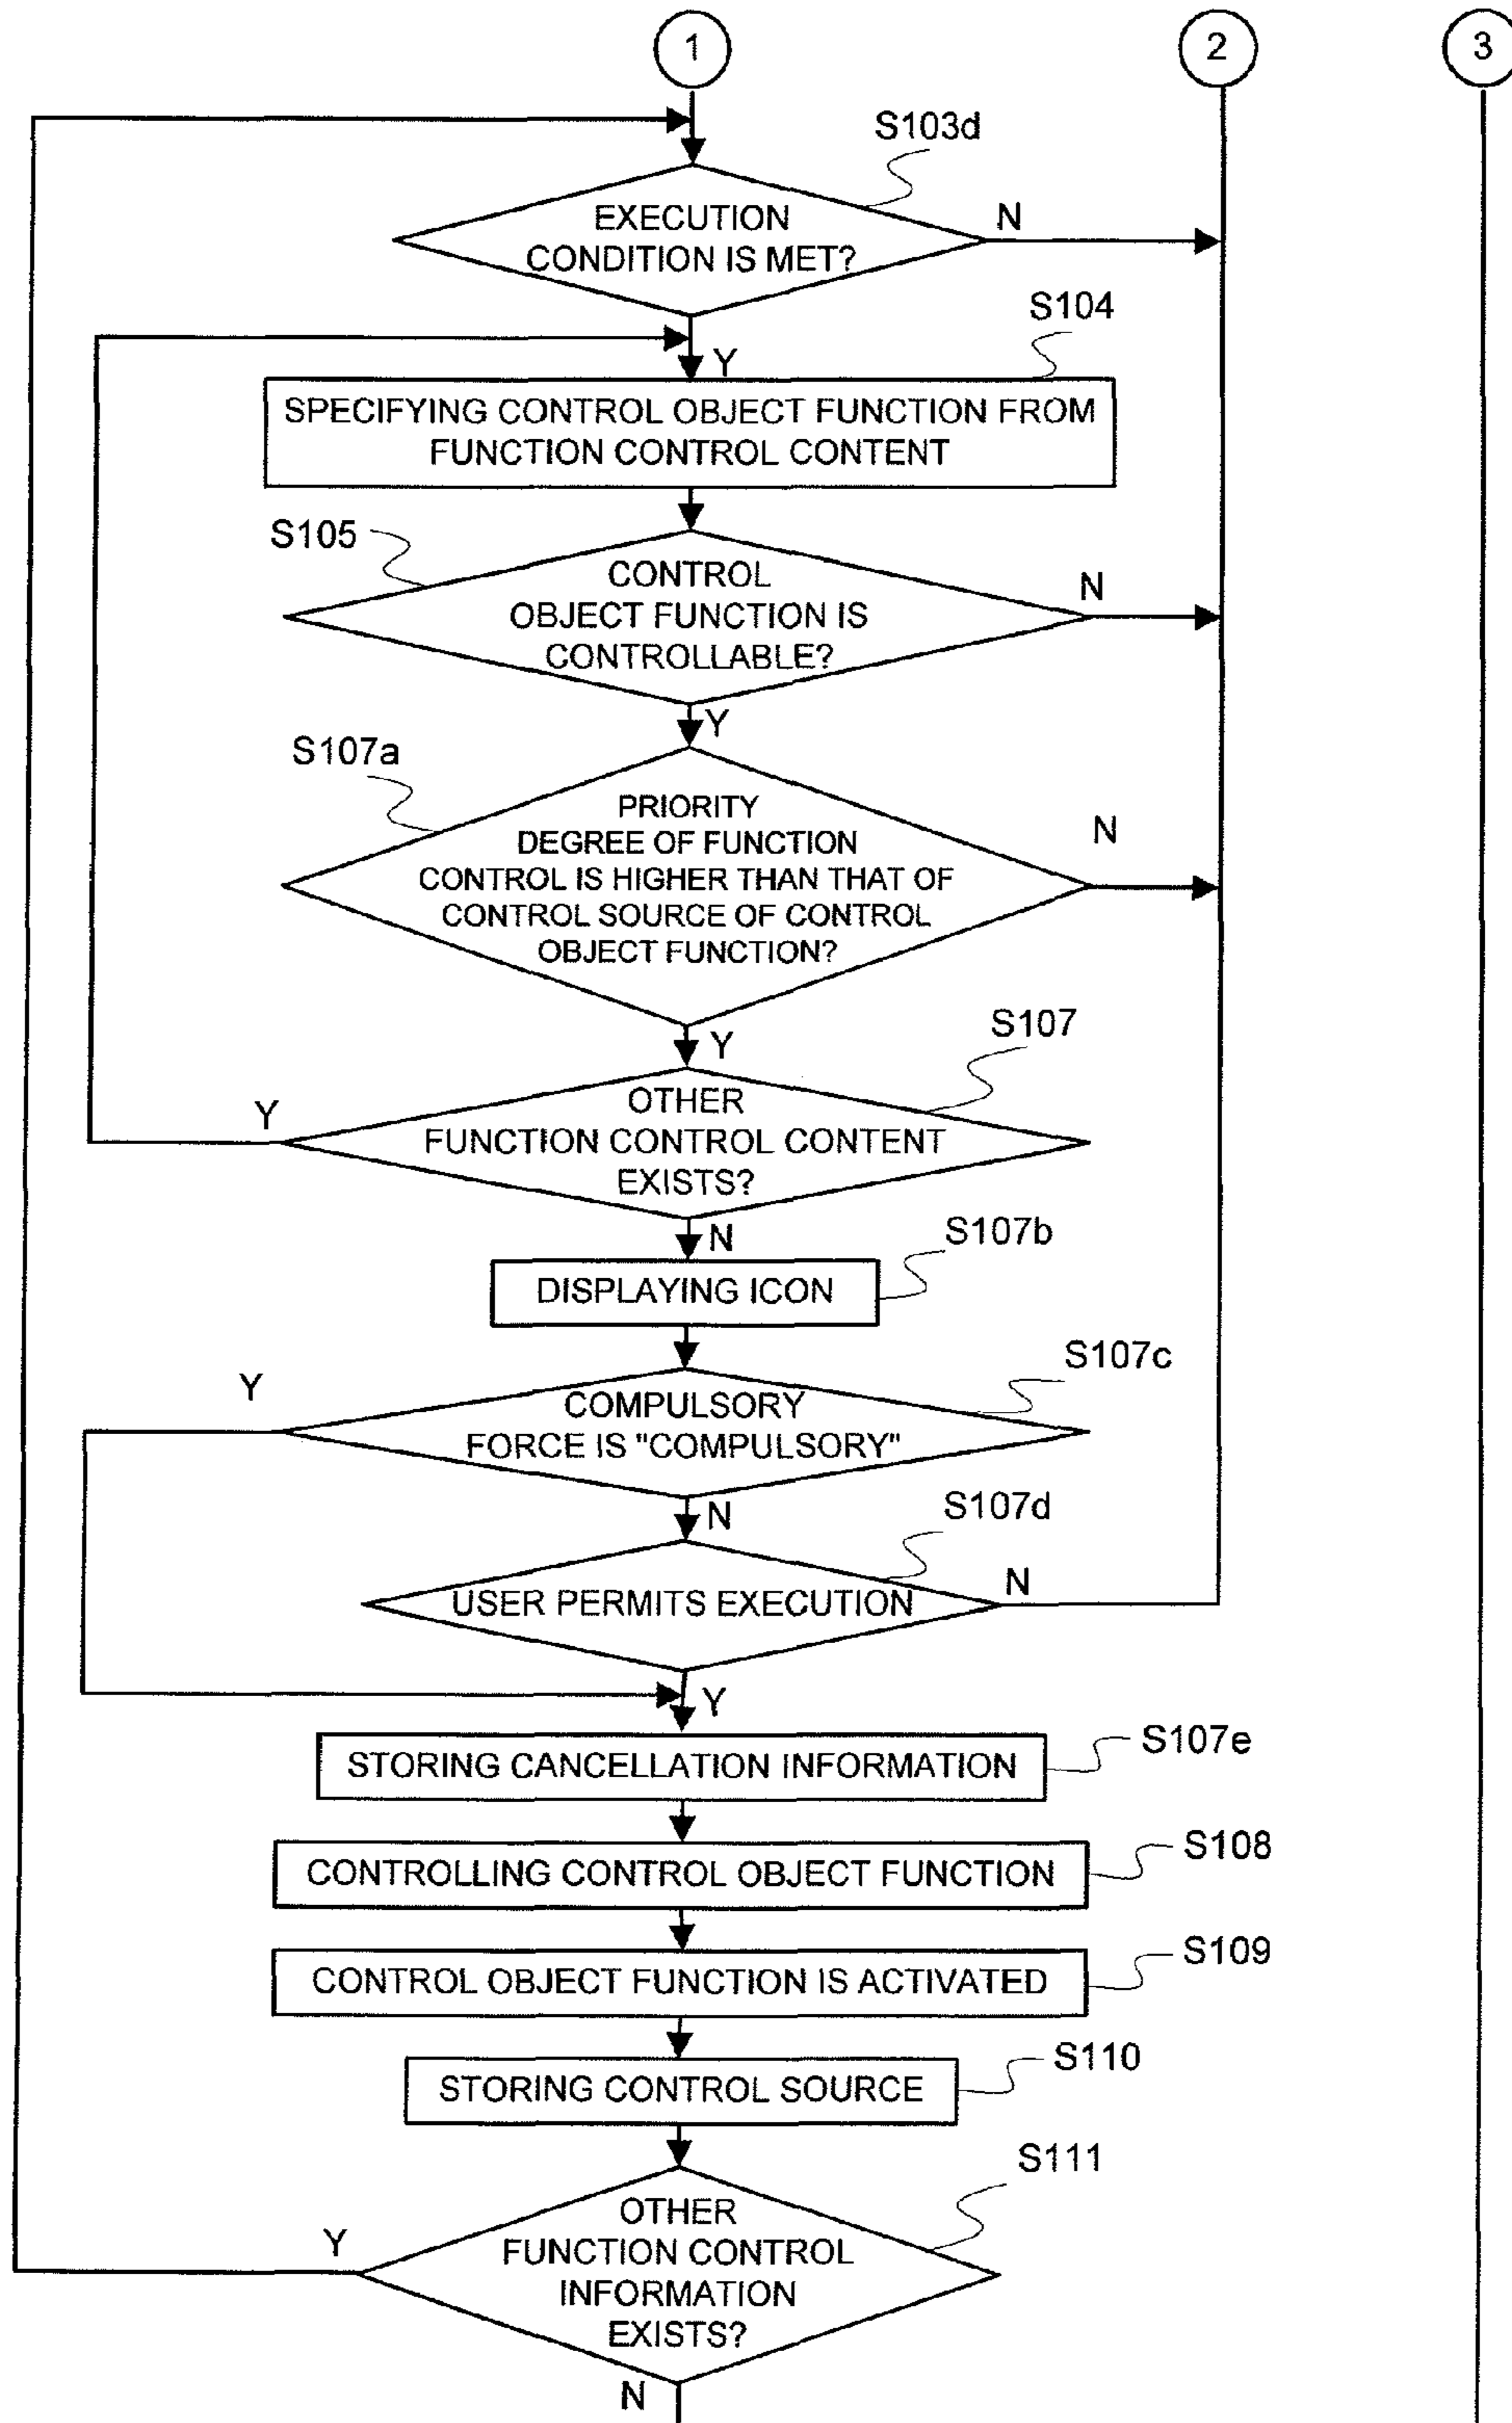 1
2
3
S103d
EXECUTION
CONDITION IS MET?
N
S104
Y
SPECIFYING CONTROL OBJECT FUNCTION FROM
FUNCTION CONTROL CONTENT
S105
CONTROL
OBJECT FUNCTION IS
CONTROLLABLE?
N
Y
S107a
PRIORITY
DEGREE OF FUNCTION
CONTROL IS HIGHER THAN THAT OF
CONTROL SOURCE OF CONTROL
OBJECT FUNCTION?
N
Y
S107
OTHER
FUNCTION CONTROL CONTENT
EXISTS?
Y
N
S107b
DISPLAYING ICON
S107c
Y
COMPULSORY
FORCE IS "COMPULSORY"
N
S107d
USER PERMITS EXECUTION
N
Y
STORING CANCELLATION INFORMATION
S107e
CONTROLLING CONTROL OBJECT FUNCTION
S108
CONTROL OBJECT FUNCTION IS ACTIVATED
S109
STORING CONTROL SOURCE
S110
S111
Y
OTHER
FUNCTION CONTROL
INFORMATION
EXISTS?
N